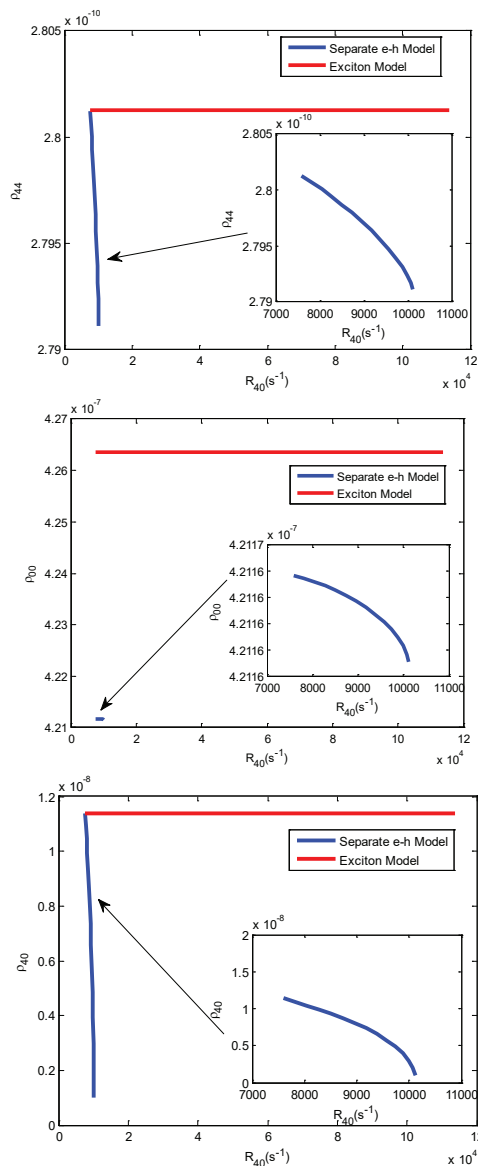 x 10^-10
2.805
2.8
2.795
2.79
ρ44
0 2 4 6 8 10 12
x 10^4
R40(s^-1)
Separate e-h Model
Exciton Model
x 10^-10
2.805
2.8
2.795
2.79
ρ44
7000 8000 9000 10000 11000
R40(s^-1)
x 10^-7
4.27
4.26
4.25
4.24
4.23
4.22
4.21
ρ00
0 2 4 6 8 10 12
x 10^4
R40(s^-1)
Separate e-h Model
Exciton Model
x 10^-7
4.2117
4.2116
4.2116
4.2116
ρ00
7000 8000 9000 10000 11000
R40(s^-1)
x 10^-8
1.2
1
0.8
0.6
0.4
0.2
0
ρ40
0 2 4 6 8 10 12
x 10^4
R40(s^-1)
Separate e-h Model
Exciton Model
x 10^-8
2
1.5
1
0.5
0
ρ40
7000 8000 9000 10000 11000
R40(s^-1)